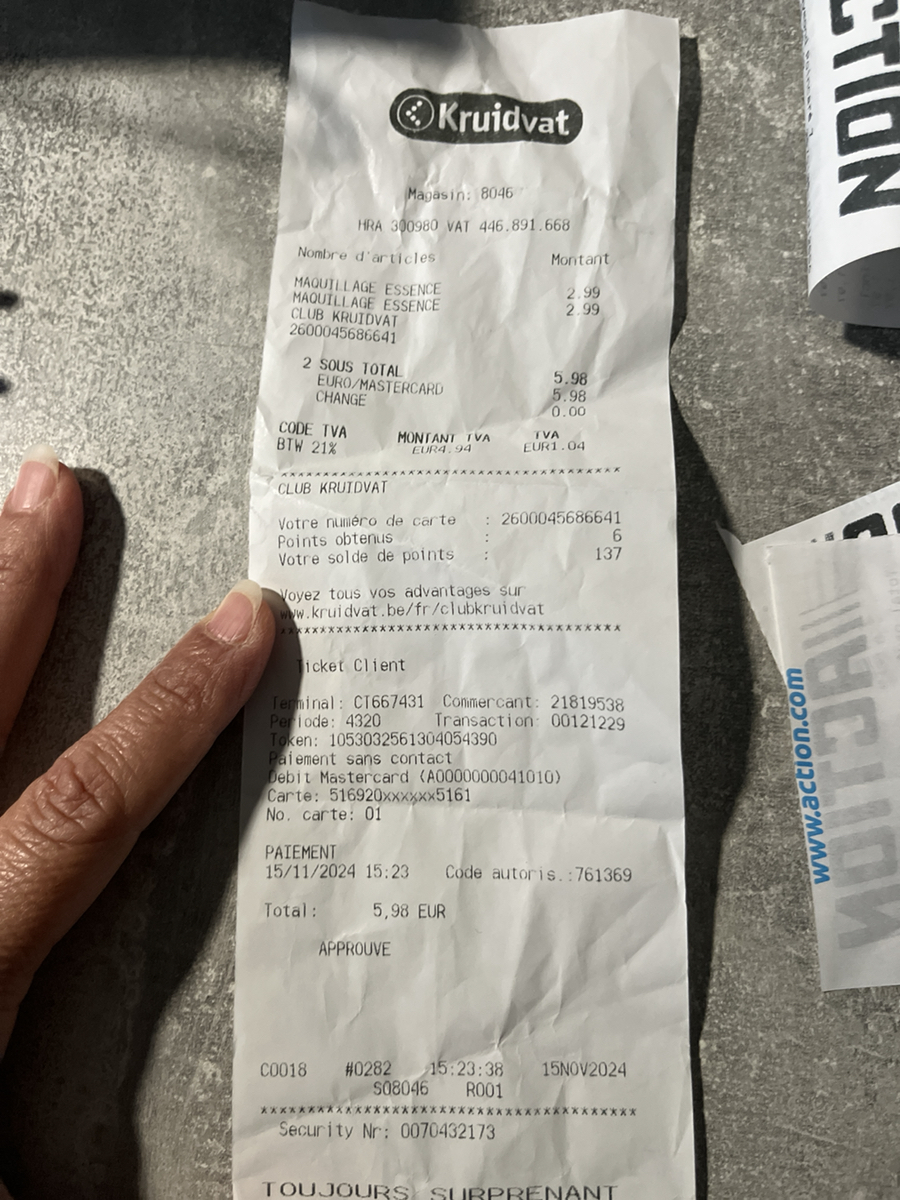 Kruidvat
Magasin: 8046
HRA 300980 VAT 446.891.668
Nombre d'articles Montant
MAQUILLAGE ESSENCE 2.99
MAQUILLAGE ESSENCE 2.99
CLUB KRUIDVAT
2600045686641
2 SOUS TOTAL 5.98
EURO/MASTERCARD 5.98
CHANGE 0.00
CODE TVA MONTANT TVA TVA
BTW 21% EUR4.94 EUR1.04
CLUB KRUIDVAT
Votre numéro de carte : 2600045686641
Points obtenus : 6
Votre solde de points : 137
Voyez tous vos advantages sur
www.kruidvat.be/fr/clubkruidvat
Ticket Client
Terminal: CT667431 Commercant: 21819538
Periode: 4320 Transaction: 00121229
Token: 1053032561304054390
Paiement sans contact
Debit Mastercard (A0000000041010)
Carte: 516920xxxxxx5161
No. carte: 01
PAIEMENT
15/11/2024 15:23 Code autoris.:761369
Total: 5,98 EUR
APPROUVE
C0018 #0282 15:23:38 15NOV2024
S08046 R001
Security Nr: 0070432173
TOUJOURS SURPRENANT
CTION
www.action.com